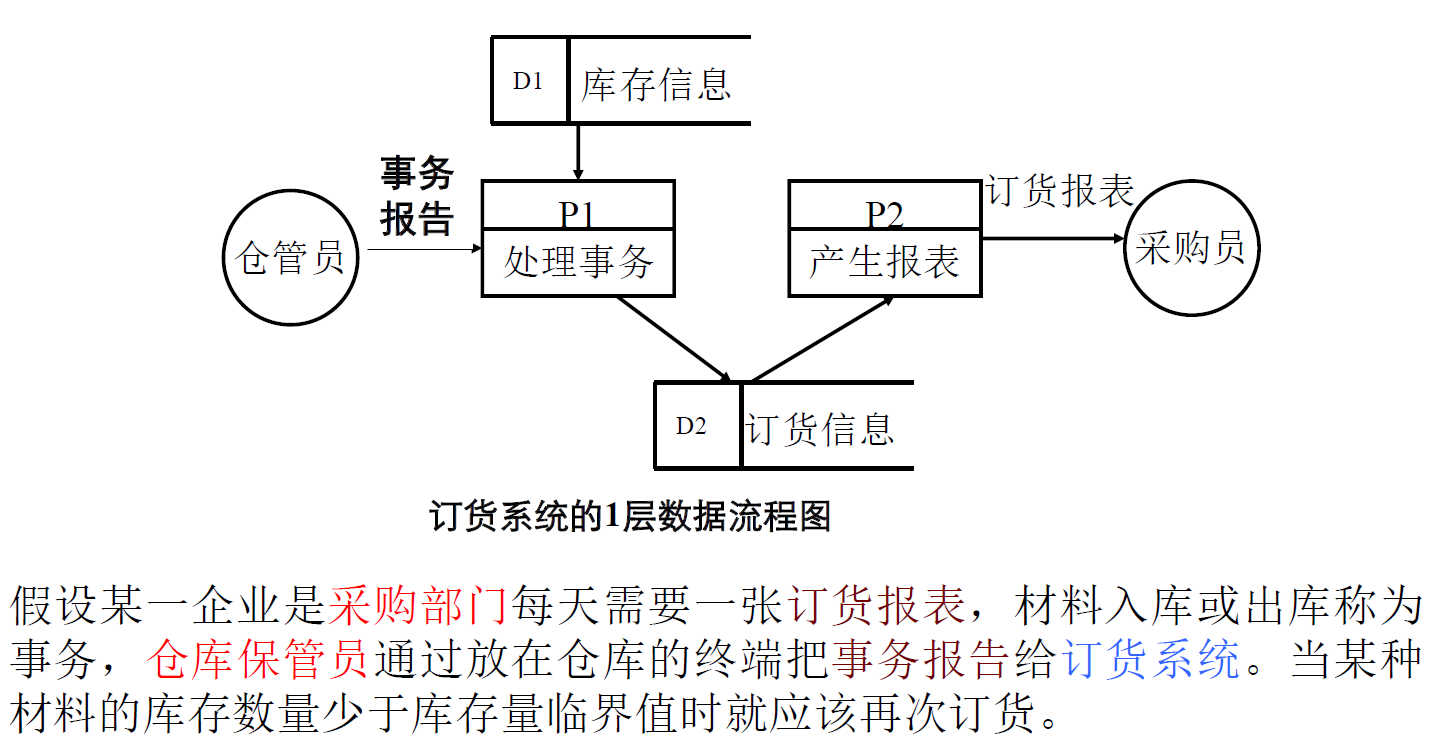 D1
库存信息
事务
报告
仓管员
P1
处理事务
P2
产生报表
订货报表
采购员
D2
订货信息
订货系统的1层数据流程图
假设某一企业是采购部门每天需要一张订货报表，材料入库或出库称为
事务，仓库保管员通过放在仓库的终端把事务报告给订货系统。当某种
材料的库存数量少于库存量临界值时就应该再次订货。